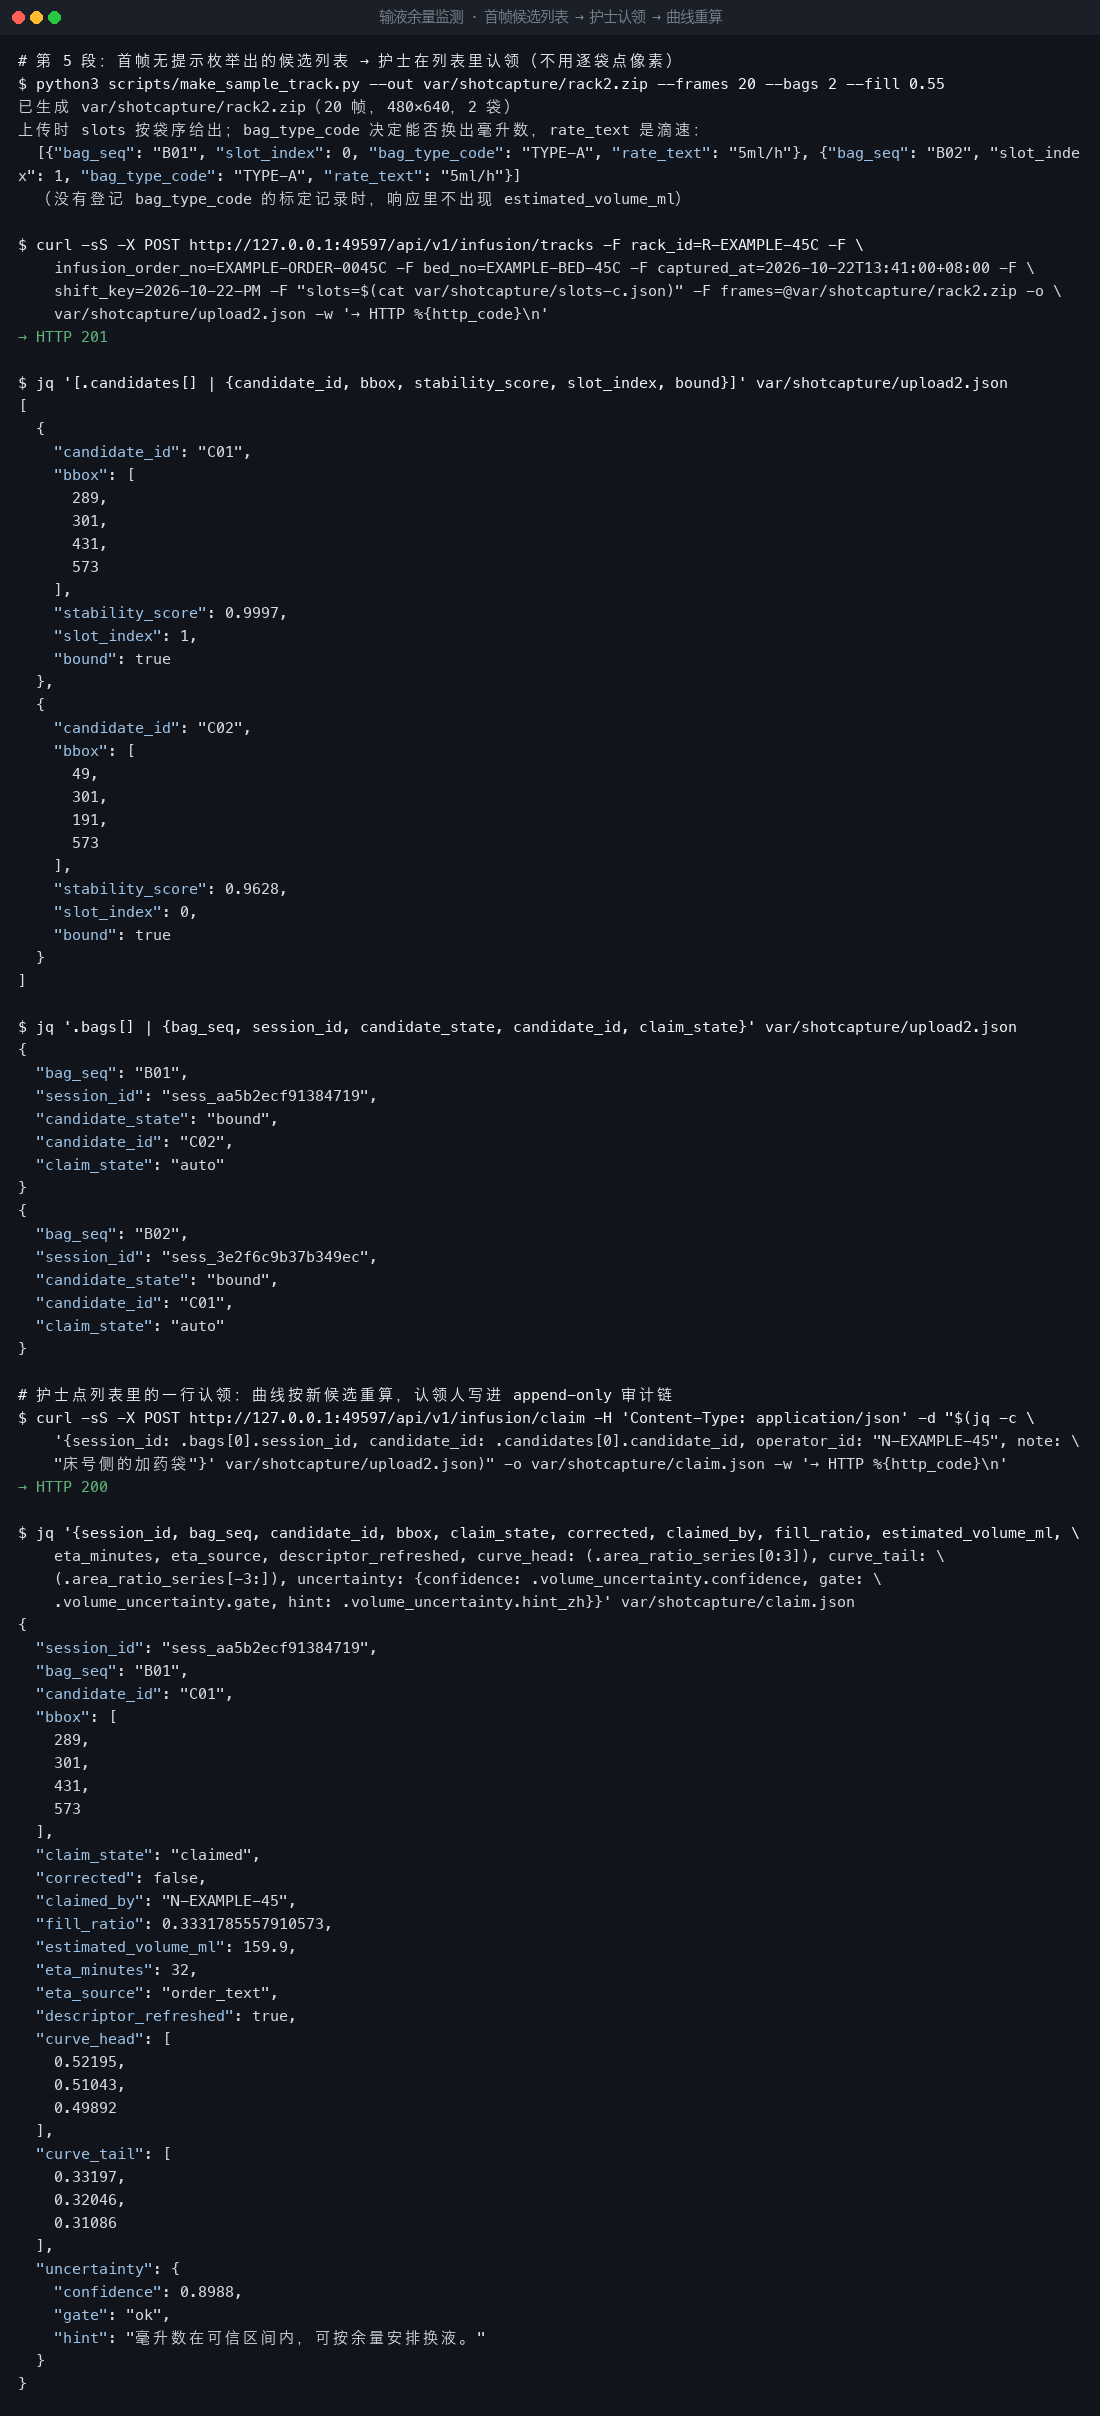 输液余量监测 · 首帧候选列表 → 护士认领 → 曲线重算
# 第 5 段: 首帧无提示枚举出的候选列表 → 护士在列表里认领（不用逐袋点像素）
$ python3 scripts/make_sample_track.py --out var/shotcapture/rack2.zip --frames 20 --bags 2 --fill 0.55
已生成 var/shotcapture/rack2.zip（20 帧, 480×640, 2 袋）
上传时 slots 按袋序给出; bag_type_code 决定能否换出毫升数, rate_text 是滴速:
[{"bag_seq": "B01", "slot_index": 0, "bag_type_code": "TYPE-A", "rate_text": "5ml/h"}, {"bag_seq": "B02", "slot_inde
x": 1, "bag_type_code": "TYPE-A", "rate_text": "5ml/h"}]
（没有登记 bag_type_code 的标定记录时, 响应里不出现 estimated_volume_ml）
$ curl -sS -X POST http://127.0.0.1:49597/api/v1/infusion/tracks -F rack_id=R-EXAMPLE-45C -F \
infusion_order_no=EXAMPLE-ORDER-0045C -F bed_no=EXAMPLE-BED-45C -F captured_at=2026-10-22T13:41:00+08:00 -F \
shift_key=2026-10-22-PM -F "slots=$(cat var/shotcapture/slots-c.json)" -F frames=@var/shotcapture/rack2.zip -o \
var/shotcapture/upload2.json -w '→ HTTP %{http_code}\n'
→ HTTP 201
$ jq '[.candidates[] | {candidate_id, bbox, stability_score, slot_index, bound}]' var/shotcapture/upload2.json
[
{
"candidate_id": "C01",
"bbox": [
289,
301,
431,
573
],
"stability_score": 0.9997,
"slot_index": 1,
"bound": true
},
{
"candidate_id": "C02",
"bbox": [
49,
301,
191,
573
],
"stability_score": 0.9628,
"slot_index": 0,
"bound": true
}
]
$ jq '.bags[] | {bag_seq, session_id, candidate_state, candidate_id, claim_state}' var/shotcapture/upload2.json
{
"bag_seq": "B01",
"session_id": "sess_aa5b2ecf91384719",
"candidate_state": "bound",
"candidate_id": "C02",
"claim_state": "auto"
}
{
"bag_seq": "B02",
"session_id": "sess_3e2f6c9b37b349ec",
"candidate_state": "bound",
"candidate_id": "C01",
"claim_state": "auto"
}
# 护士点列表里的一行认领: 曲线按新候选重算, 认领人写进 append-only 审计链
$ curl -sS -X POST http://127.0.0.1:49597/api/v1/infusion/claim -H 'Content-Type: application/json' -d "$(jq -c \
'{session_id: .bags[0].session_id, candidate_id: .candidates[0].candidate_id, operator_id: "N-EXAMPLE-45", note: \
"床号侧的加药袋"}' var/shotcapture/upload2.json)" -o var/shotcapture/claim.json -w '→ HTTP %{http_code}\n'
→ HTTP 200
$ jq '{session_id, bag_seq, candidate_id, bbox, claim_state, corrected, claimed_by, fill_ratio, estimated_volume_ml, \
eta_minutes, eta_source, descriptor_refreshed, curve_head: (.area_ratio_series[0:3]), curve_tail: \
(.area_ratio_series[-3:]), uncertainty: {confidence: .volume_uncertainty.confidence, gate: \
.volume_uncertainty.gate, hint: .volume_uncertainty.hint_zh}}' var/shotcapture/claim.json
{
"session_id": "sess_aa5b2ecf91384719",
"bag_seq": "B01",
"candidate_id": "C01",
"bbox": [
289,
301,
431,
573
],
"claim_state": "claimed",
"corrected": false,
"claimed_by": "N-EXAMPLE-45",
"fill_ratio": 0.3331785557910573,
"estimated_volume_ml": 159.9,
"eta_minutes": 32,
"eta_source": "order_text",
"descriptor_refreshed": true,
"curve_head": [
0.52195,
0.51043,
0.49892
],
"curve_tail": [
0.33197,
0.32046,
0.31086
],
"uncertainty": {
"confidence": 0.8988,
"gate": "ok",
"hint": "毫升数在可信区间内, 可按余量安排换液。"
}
}